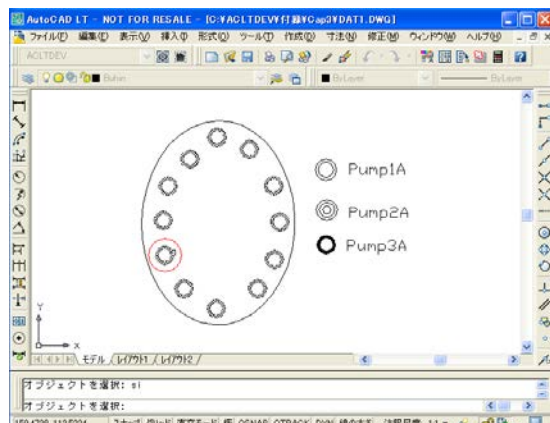 AutoCAD LT - NOT FOR RESALE - [C:¥ACLTDEV¥付録¥Cap3¥DAT1.DWG]
ファイル(F) 編集(E) 表示(V) 挿入(I) 形式(O) ツール(T) 作成(D) 寸法(N) 修正(M) ウィンドウ(W) ヘルプ(H)
ACLTDEV
Buhin ByLayer ByLayer
Pump1A
Pump2A
Pump3A
Y
X
モデル レイアウト1 レイアウト2
オブジェクトを選択: si
オブジェクトを選択: